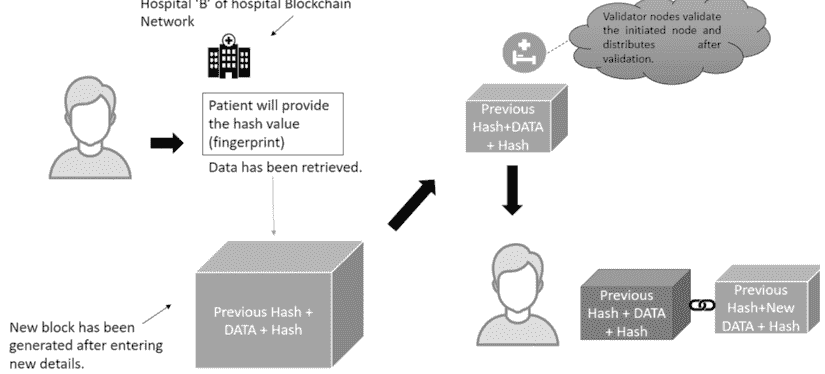 Hospital 'B' of hospital Blockchain
Network
Patient will provide
the hash value
(fingerprint)
Data has been retrieved.
Previous Hash +
DATA + Hash
New block has been
generated after entering
new details.
Validator nodes validate
the initiated node and
distributes after
validation.
Previous
Hash+DATA
+ Hash
Previous
Hash + DATA
+ Hash
Previous
Hash+New
DATA + Hash